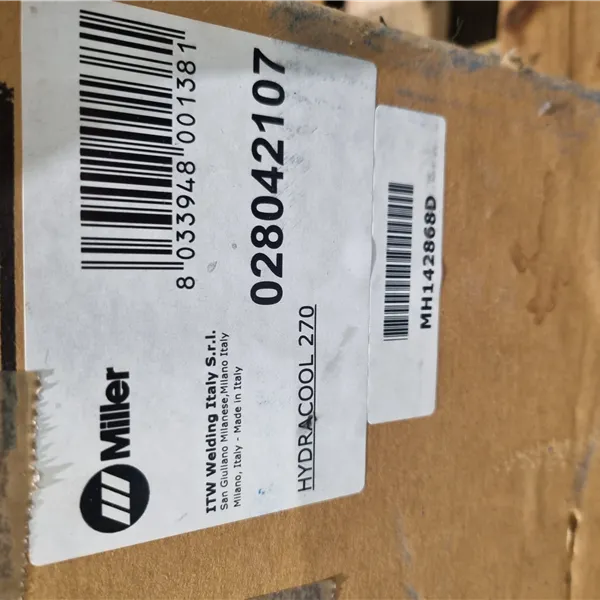 Miller
8 033948 001381
ITW Welding Italy S.r.l.
San Giuliano Milanese,Milano Italy
Milano, Italy - Made in Italy
028042107
HYDRACOOL 270
MH142868D